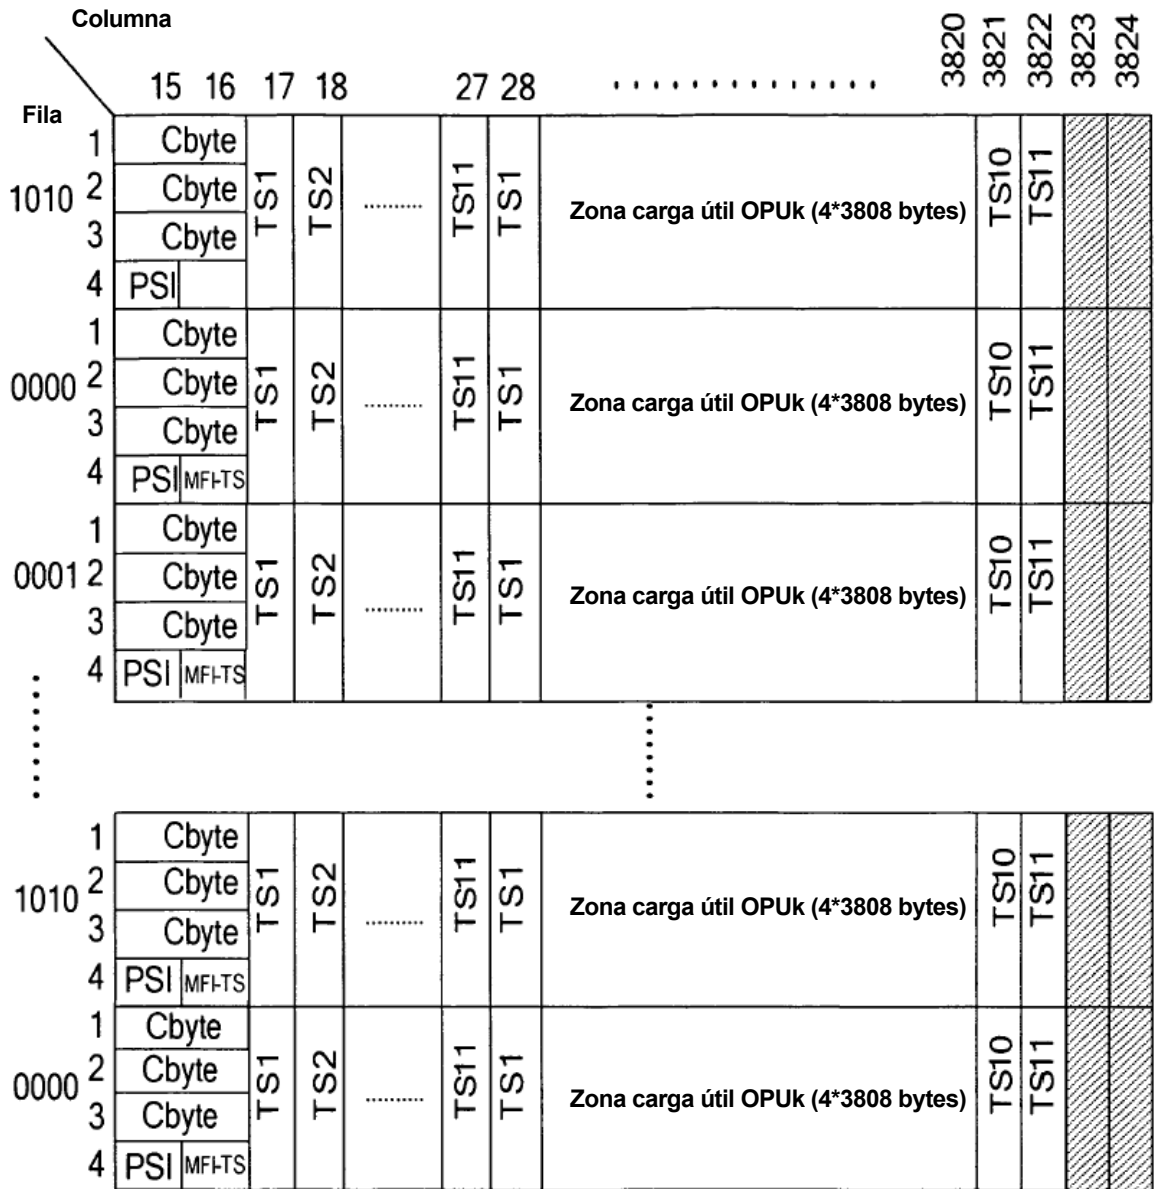 Columna
15 16 17 18 27 28 ............... 3820 3821 3822 3823 3824
Fila
1 Cbyte
1010 2 Cbyte TS1 TS2 ......... TS11 TS1 Zona carga útil OPUk (4*3808 bytes) TS10 TS11
3 Cbyte
4 PSI
1 Cbyte
0000 2 Cbyte TS1 TS2 ......... TS11 TS1 Zona carga útil OPUk (4*3808 bytes) TS10 TS11
3 Cbyte
4 PSI MFI-TS
1 Cbyte
0001 2 Cbyte TS1 TS2 ......... TS11 TS1 Zona carga útil OPUk (4*3808 bytes) TS10 TS11
3 Cbyte
4 PSI MFI-TS
1 Cbyte
1010 2 Cbyte TS1 TS2 ......... TS11 TS1 Zona carga útil OPUk (4*3808 bytes) TS10 TS11
3 Cbyte
4 PSI MFI-TS
1 Cbyte
0000 2 Cbyte TS1 TS2 ......... TS11 TS1 Zona carga útil OPUk (4*3808 bytes) TS10 TS11
3 Cbyte
4 PSI MFI-TS